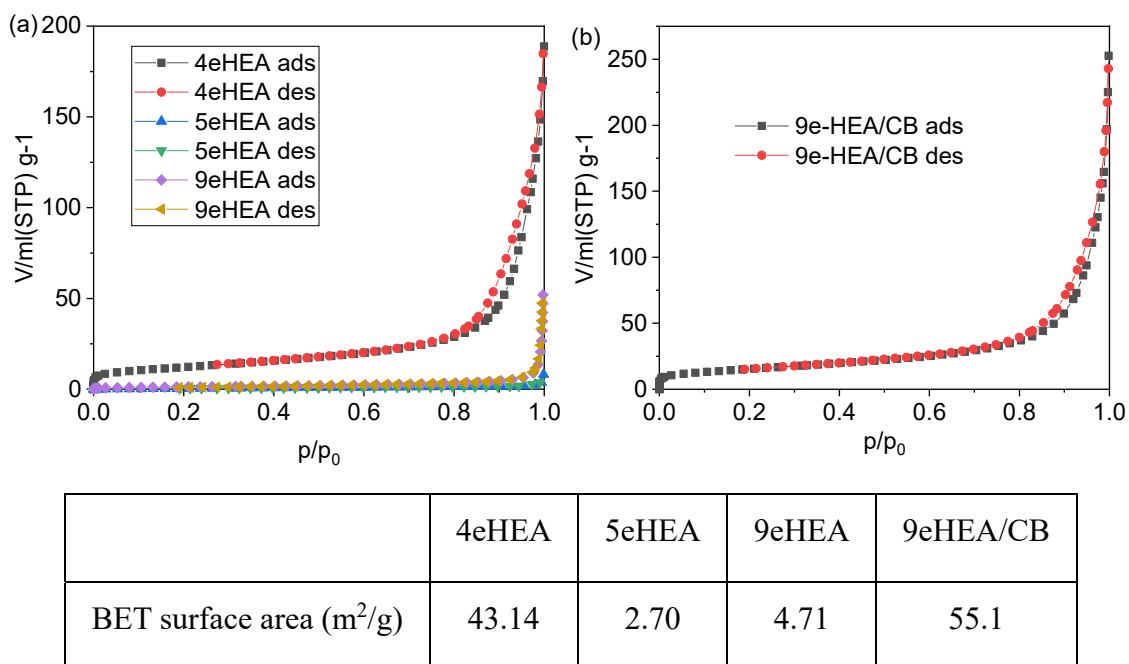 (a)
200
150
100
50
0
V/ml(STP) g-1
4eHEA ads
4eHEA des
5eHEA ads
5eHEA des
9eHEA ads
9eHEA des
0.0 0.2 0.4 0.6 0.8 1.0
p/p0
(b)
250
200
150
100
50
0
V/ml(STP) g-1
9e-HEA/CB ads
9e-HEA/CB des
0.0 0.2 0.4 0.6 0.8 1.0
p/p0
4eHEA 5eHEA 9eHEA 9eHEA/CB
BET surface area (m²/g) 43.14 2.70 4.71 55.1